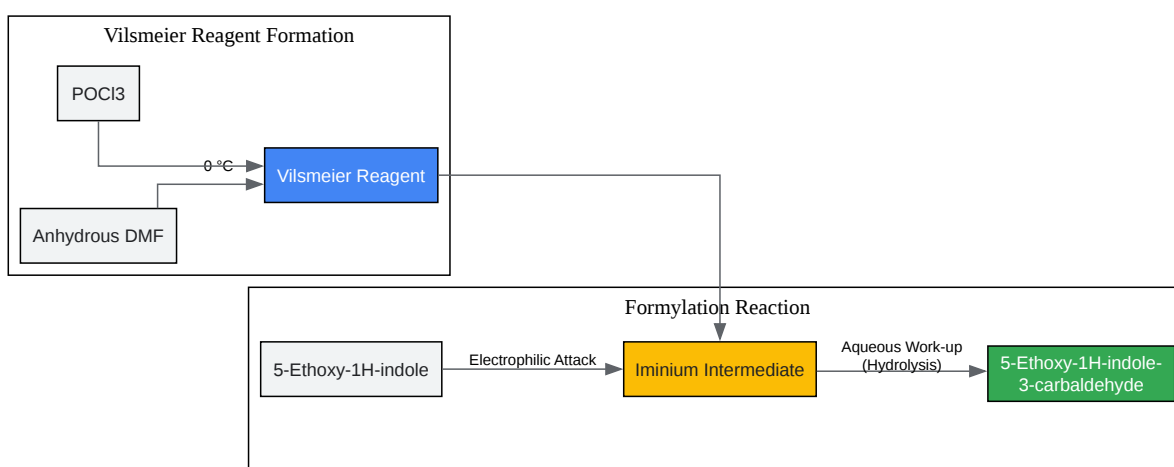 Vilsmeier Reagent Formation
POCl3
0 °C
Vilsmeier Reagent
Anhydrous DMF
Formylation Reaction
5-Ethoxy-1H-indole
Electrophilic Attack
Iminium Intermediate
Aqueous Work-up
(Hydrolysis)
5-Ethoxy-1H-indole-
3-carbaldehyde